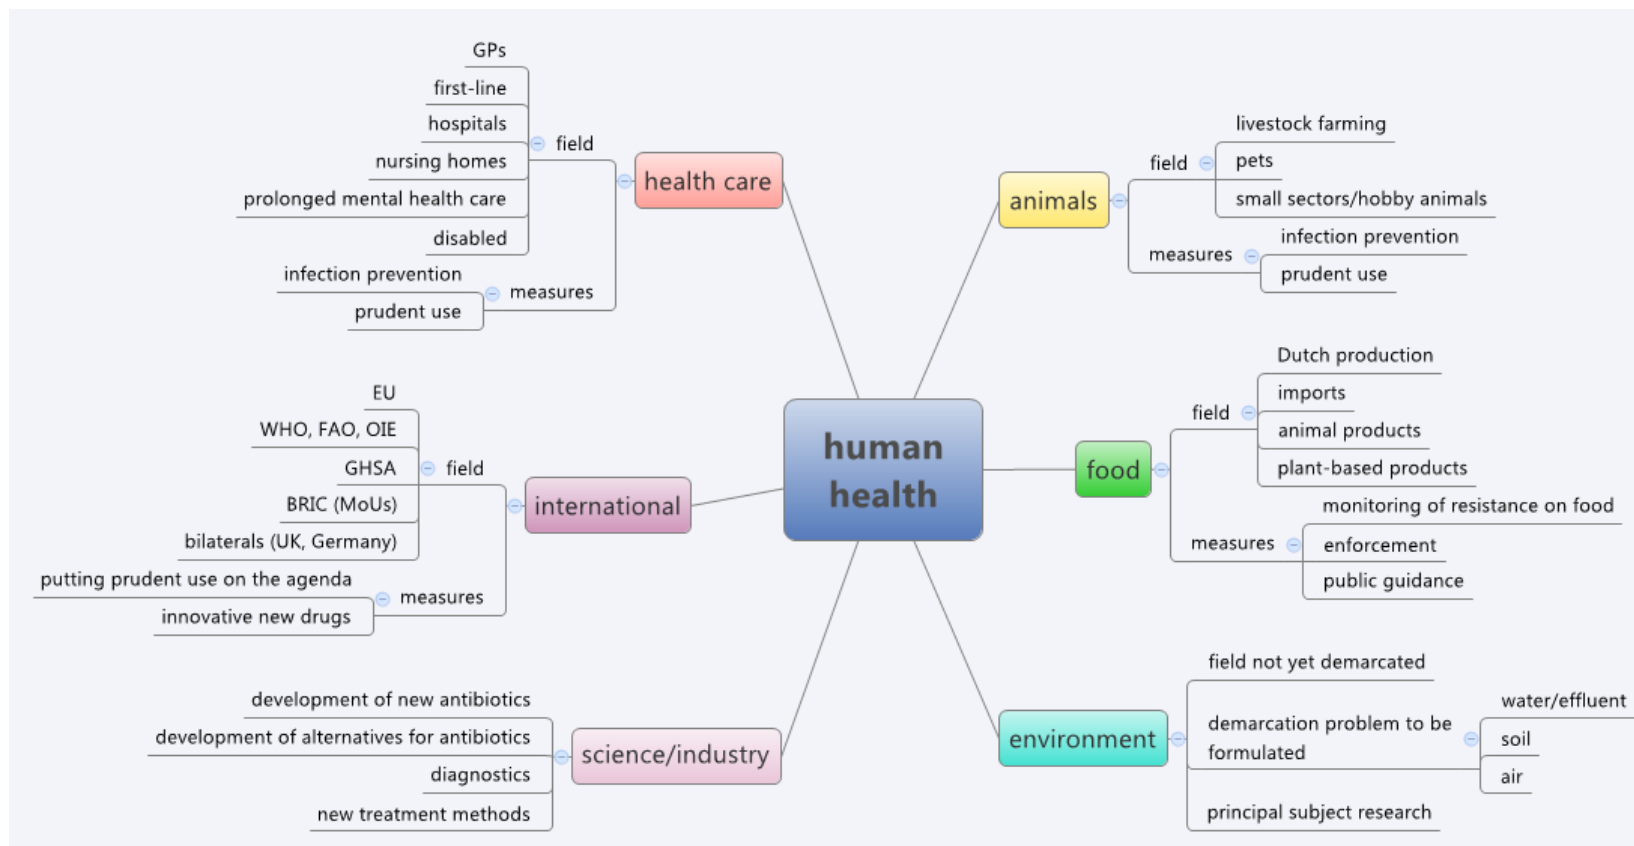 human
health
health care
field
GPs
first-line
hospitals
nursing homes
prolonged mental health care
disabled
measures
infection prevention
prudent use
international
field
EU
WHO, FAO, OIE
GHSA
BRIC (MoUs)
bilaterals (UK, Germany)
measures
putting prudent use on the agenda
innovative new drugs
science/industry
development of new antibiotics
development of alternatives for antibiotics
diagnostics
new treatment methods
animals
field
livestock farming
pets
small sectors/hobby animals
measures
infection prevention
prudent use
food
field
Dutch production
imports
animal products
plant-based products
measures
monitoring of resistance on food
enforcement
public guidance
environment
field not yet demarcated
demarcation problem to be
formulated
water/effluent
soil
air
principal subject research